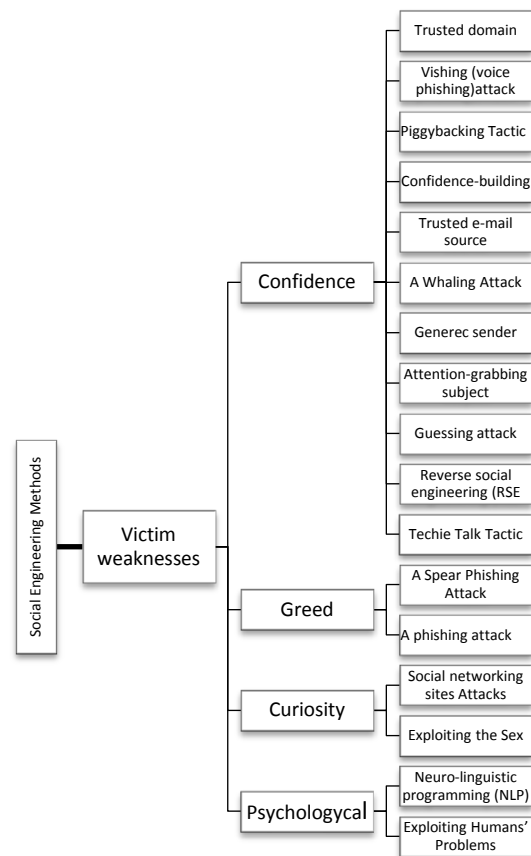 Social Engineering Methods
Victim
weaknesses
Confidence
Trusted domain
Vishing (voice
phishing)attack
Piggybacking Tactic
Confidence-building
Trusted e-mail
source
A Whaling Attack
Generec sender
Attention-grabbing
subject
Guessing attack
Reverse social
engineering (RSE
Techie Talk Tactic
Greed
A Spear Phishing
Attack
A phishing attack
Curiosity
Social networking
sites Attacks
Exploiting the Sex
Psychologycal
Neuro-linguistic
programming (NLP)
Exploiting Humans’
Problems